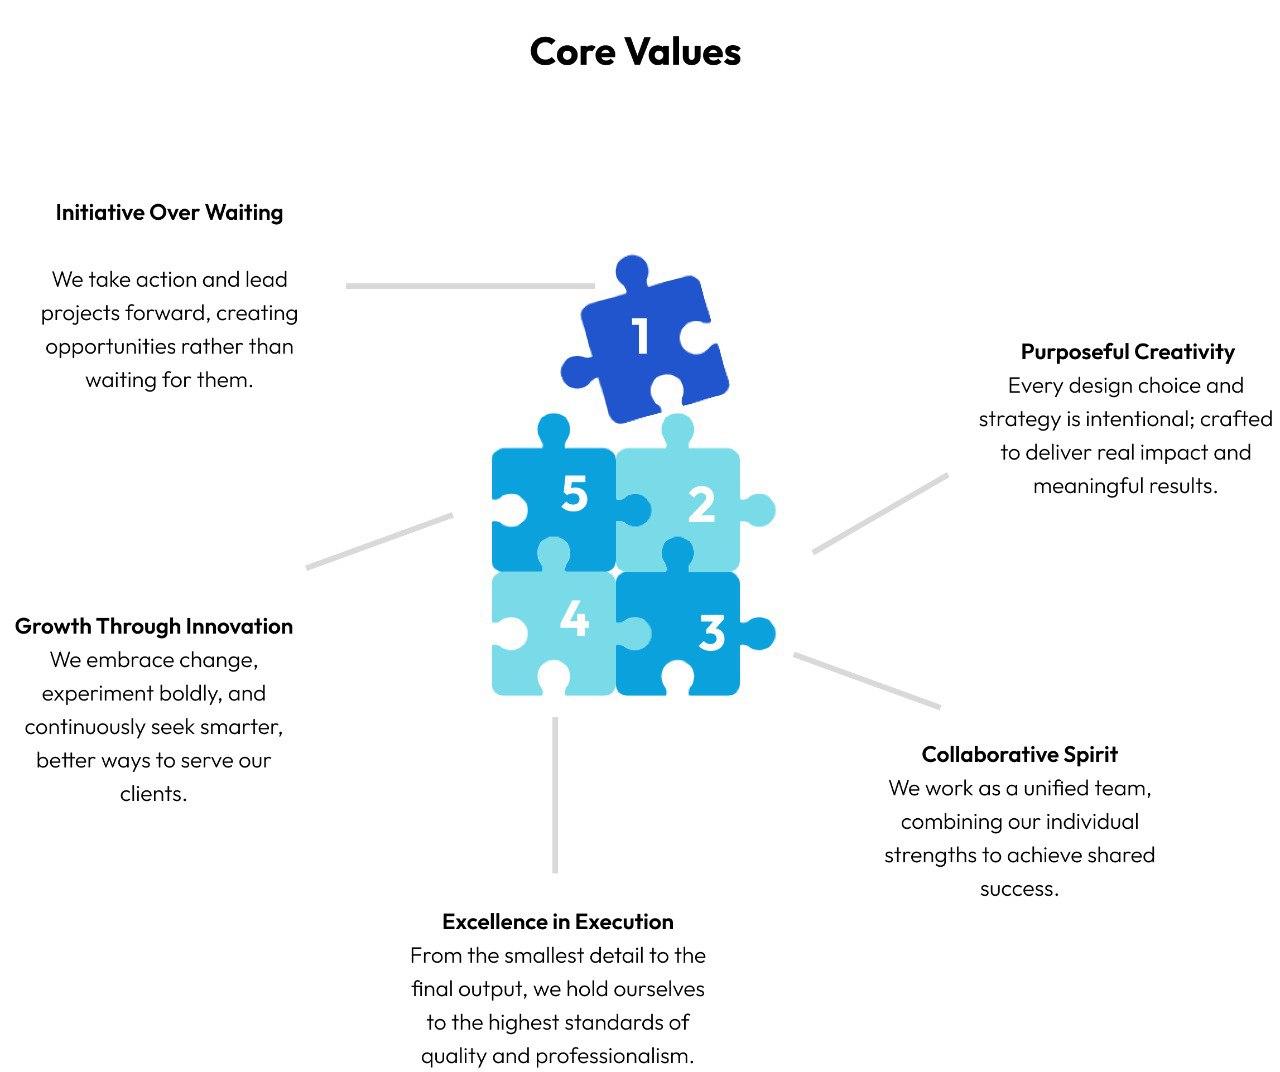 Core Values
Initiative Over Waiting
We take action and lead
projects forward, creating
opportunities rather than
waiting for them.
1
Purposeful Creativity
Every design choice and
strategy is intentional; crafted
to deliver real impact and
meaningful results.
5
2
4
3
Growth Through Innovation
We embrace change,
experiment boldly, and
continuously seek smarter,
better ways to serve our
clients.
Collaborative Spirit
We work as a unified team,
combining our individual
strengths to achieve shared
success.
Excellence in Execution
From the smallest detail to the
final output, we hold ourselves
to the highest standards of
quality and professionalism.